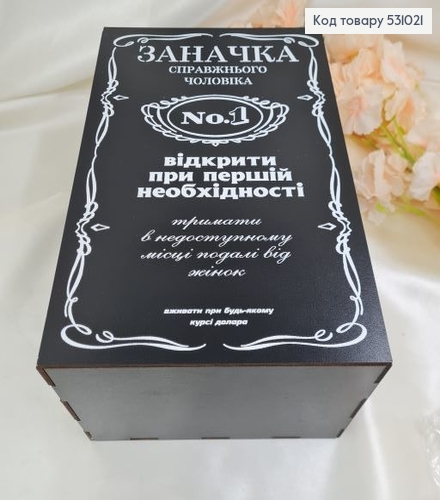 Код товару 531021
ЗАНАЧКА
СПРАВЖНЬОГО
ЧОЛОВІКА
No.1
відкрити
при першій
необхідності
тримати
в недоступному
місці подалі від
жінок
вживати при будь-якому
курсі долара